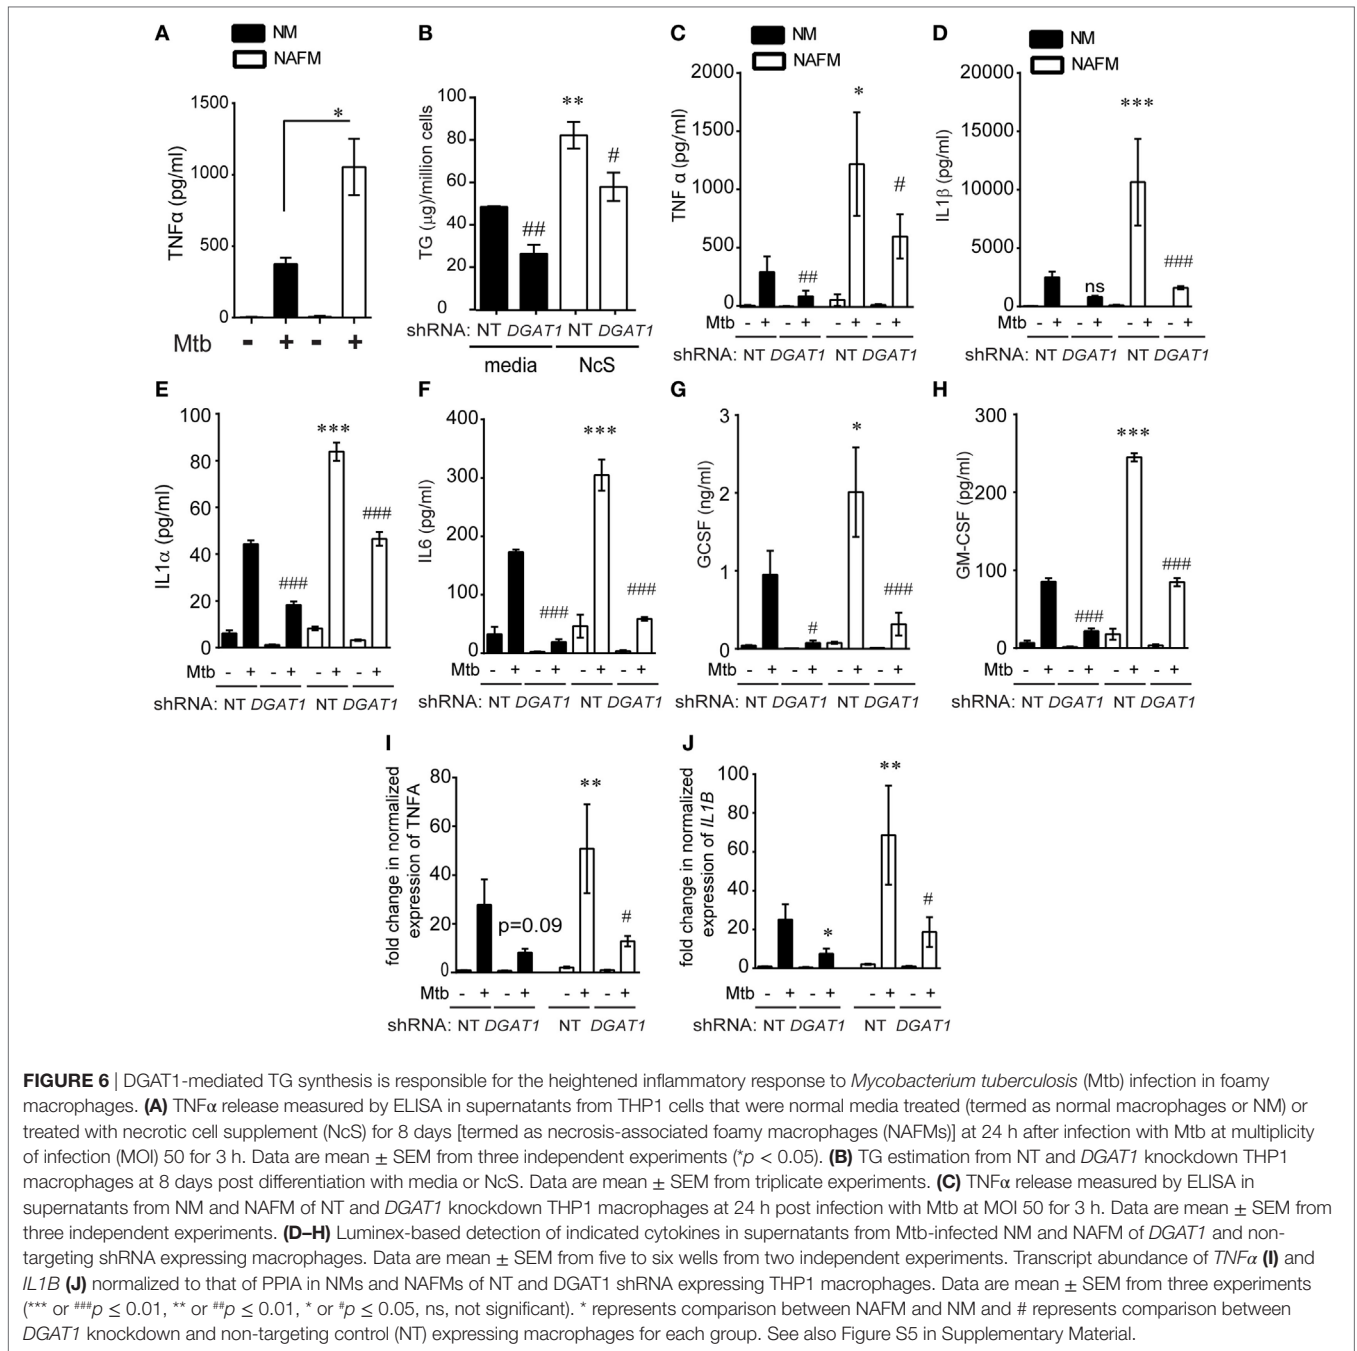 A
NM
NAFM
TNFα (pg/ml)
1500
1000
500
0
*
Mtb - + - +
B
TG (μg)/million cells
100
80
60
40
20
0
##
**
#
shRNA: NT DGAT1 NT DGAT1
media NcS
C
NM
NAFM
TNF α (pg/ml)
2000
1500
1000
500
0
##
*
#
Mtb - + - + - + - +
shRNA: NT DGAT1 NT DGAT1
D
NM
NAFM
IL1β (pg/ml)
20000
15000
10000
5000
0
ns
***
###
Mtb - + - + - + - +
shRNA: NT DGAT1 NT DGAT1
E
IL1α (pg/ml)
100
80
60
40
20
0
###
***
###
Mtb - + - + - + - +
shRNA: NT DGAT1 NT DGAT1
F
IL6 (pg/ml)
400
300
200
100
0
###
***
###
Mtb - + - + - + - +
shRNA: NT DGAT1 NT DGAT1
G
GCSF (ng/ml)
3
2
1
0
#
*
###
Mtb - + - + - + - +
shRNA: NT DGAT1 NT DGAT1
H
GM-CSF (pg/ml)
300
200
100
0
###
***
###
Mtb - + - + - + - +
shRNA: NT DGAT1 NT DGAT1
I
fold change in normalized
expression of TNFA
80
60
40
20
0
p=0.09
**
#
Mtb - + - + - + - +
shRNA: NT DGAT1 NT DGAT1
J
fold change in normalized
expression of IL1B
100
80
60
40
20
0
*
**
#
Mtb - + - + - + - +
shRNA: NT DGAT1 NT DGAT1
FIGURE 6 | DGAT1-mediated TG synthesis is responsible for the heightened inflammatory response to Mycobacterium tuberculosis (Mtb) infection in foamy
macrophages. (A) TNFα release measured by ELISA in supernatants from THP1 cells that were normal media treated (termed as normal macrophages or NM) or
treated with necrotic cell supplement (NcS) for 8 days [termed as necrosis-associated foamy macrophages (NAFMs)] at 24 h after infection with Mtb at multiplicity
of infection (MOI) 50 for 3 h. Data are mean ± SEM from three independent experiments (*p < 0.05). (B) TG estimation from NT and DGAT1 knockdown THP1
macrophages at 8 days post differentiation with media or NcS. Data are mean ± SEM from triplicate experiments. (C) TNFα release measured by ELISA in
supernatants from NM and NAFM of NT and DGAT1 knockdown THP1 macrophages at 24 h post infection with Mtb at MOI 50 for 3 h. Data are mean ± SEM from
three independent experiments. (D–H) Luminex-based detection of indicated cytokines in supernatants from Mtb-infected NM and NAFM of DGAT1 and non-
targeting shRNA expressing macrophages. Data are mean ± SEM from five to six wells from two independent experiments. Transcript abundance of TNFα (I) and
IL1B (J) normalized to that of PPIA in NMs and NAFMs of NT and DGAT1 shRNA expressing THP1 macrophages. Data are mean ± SEM from three experiments
(*** or ###p ≤ 0.01, ** or ##p ≤ 0.01, * or #p ≤ 0.05, ns, not significant). * represents comparison between NAFM and NM and # represents comparison between
DGAT1 knockdown and non-targeting control (NT) expressing macrophages for each group. See also Figure S5 in Supplementary Material.